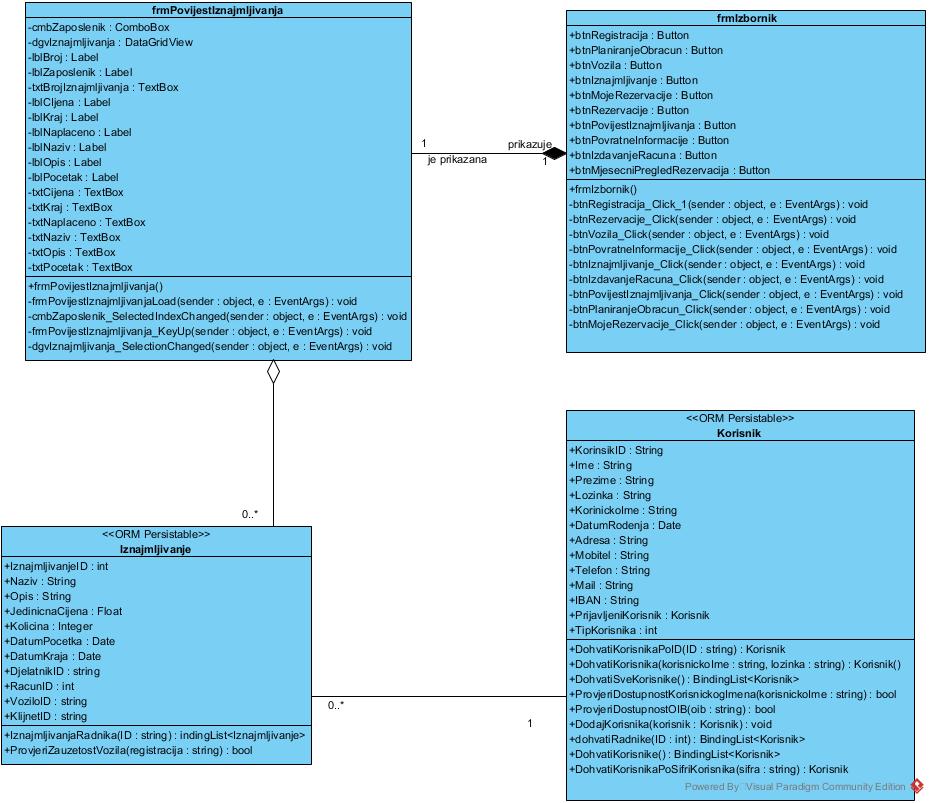 frmPovijestIznajmljivanja
-cmbZaposlenik : ComboBox
-dgvIznajmljivanja : DataGridView
-lblBroj : Label
-lblZaposlenik : Label
-txtBrojIznajmljivanja : TextBox
-lblCIjena : Label
-lblKraj : Label
-lblNaplaceno : Label
-lblNaziv : Label
-lblOpis : Label
-lblPocetak : Label
-txtCijena : TextBox
-txtKraj : TextBox
-txtNaplaceno : TextBox
-txtNaziv : TextBox
-txtOpis : TextBox
-txtPocetak : TextBox
+frmPovijestIznajmljivanja()
-frmPovijestIznajmljivanjaLoad(sender : object, e : EventArgs) : void
-cmbZaposlenik_SelectedIndexChanged(sender : object, e : EventArgs) : void
-frmPovijestIznajmljivanja_KeyUp(sender : object, e : EventArgs) : void
-dgvIznajmljivanja_SelectionChanged(sender : object, e : EventArgs) : void
1
je prikazana
prikazuje
1
frmIzbornik
+btnRegistracija : Button
+btnPlaniranjeObracun : Button
+btnVozila : Button
+btnIznajmljivanje : Button
+btnMojeRezervacije : Button
+btnRezervacije : Button
+btnPovijestIznajmljivanja : Button
+btnPovratneInformacije : Button
+btnIzdavanjeRacuna : Button
+btnMjesecniPregledRezervacija : Button
+frmIzbornik()
-btnRegistracija_Click_1(sender : object, e : EventArgs) : void
-btnRezervacije_Click(sender : object, e : EventArgs) : void
-btnVozila_Click(sender : object, e : EventArgs) : void
-btnPovratneInformacije_Click(sender : object, e : EventArgs) : void
-btnIznajmljivanje_Click(sender : object, e : EventArgs) : void
-btnIzdavanjeRacuna_Click(sender : object, e : EventArgs) : void
-btnPovijestIznajmljivanja_Click(sender : object, e : EventArgs) : void
-btnPlaniranjeObracun_Click(sender : object, e : EventArgs) : void
-btnMojeRezervacije_Click(sender : object, e : EventArgs) : void
0..*
<<ORM Persistable>>
Iznajmljivanje
+IznajmljivanjeID : int
+Naziv : String
+Opis : String
+JedinicnaCijena : Float
+Kolicina : Integer
+DatumPocetka : Date
+DatumKraja : Date
+DjelatnikID : string
+RacunID : int
+VoziloID : string
+KlijnetID : string
+IznajmljivanjaRadnika(ID : string) : indingList<Iznajmljivanje>
+ProvjeriZauzetostVozila(registracija : string) : bool
0..*
1
<<ORM Persistable>>
Korisnik
+KorinsikID : String
+Ime : String
+Prezime : String
+Lozinka : String
+KorinickoIme : String
+DatumRodenja : Date
+Adresa : String
+Mobitel : String
+Telefon : String
+Mail : String
+IBAN : String
+PrijavljeniKorisnik : Korisnik
+TipKorisnika : int
+DohvatiKorisnikaPoID(ID : string) : Korisnik
+DohvatiKorisnika(korisnickoIme : string, lozinka : string) : Korisnik()
+DohvatiSveKorisnike() : BindingList<Korisnik>
+ProvjeriDostupnostKorisnickogImena(korisnickoIme : string) : bool
+ProvjeriDostupnostOIB(oib : string) : bool
+DodajKorisnika(korisnik : Korisnik) : void
+dohvatiRadnike(ID : int) : BindingList<Korisnik>
+DohvatiKorisnike() : BindingList<Korisnik>
+DohvatiKorisnikaPoSifriKorisnika(sifra : string) : Korisnik
Powered By Visual Paradigm Community Edition